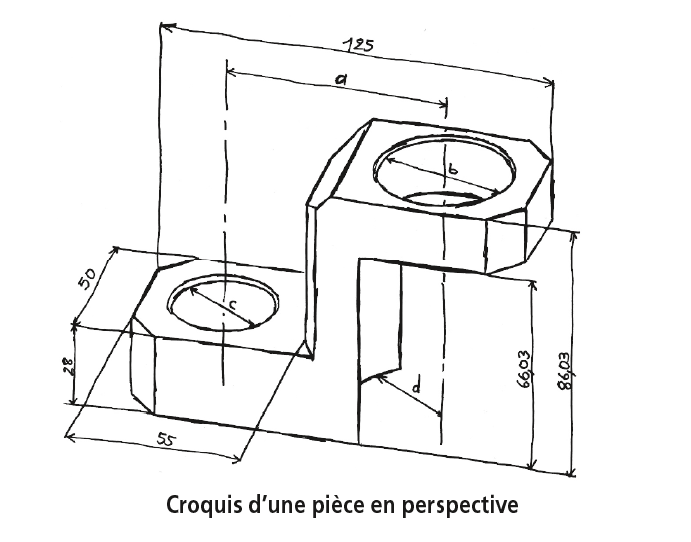 125
a
b
50
c
28
66,03
86,03
d
55
Croquis d'une pièce en perspective